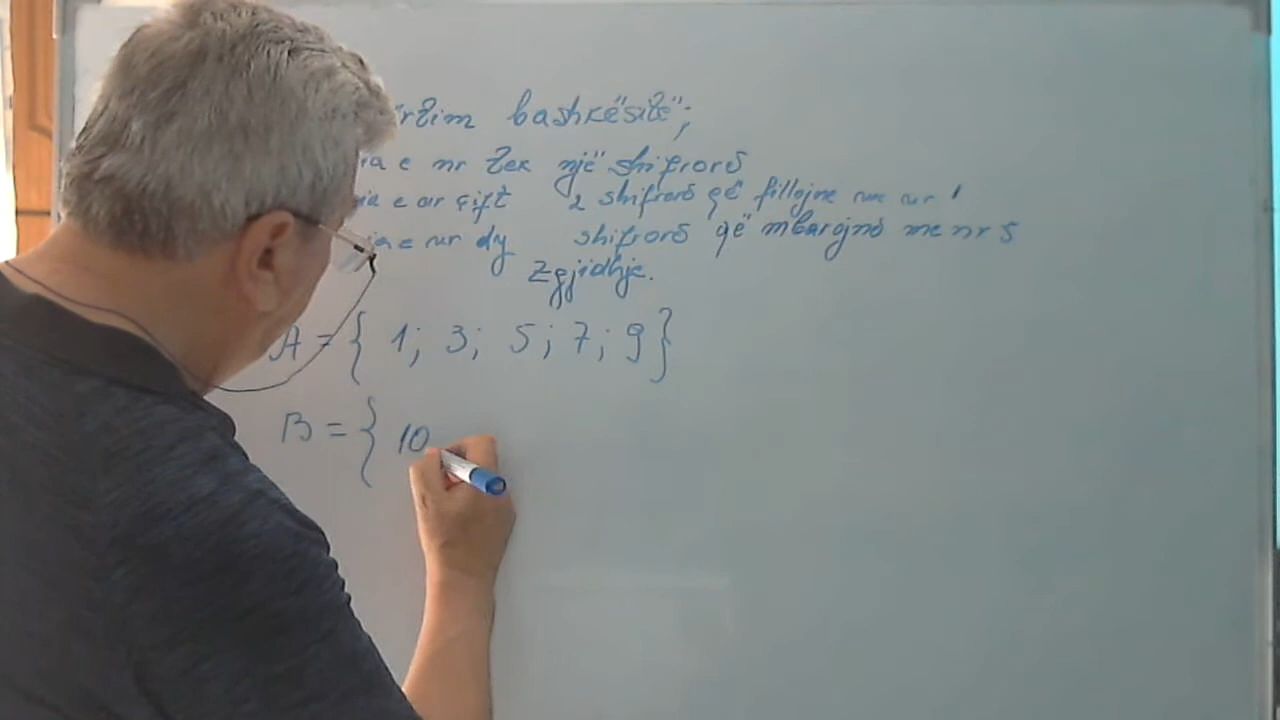 bashkësitë;
e nr tek një shifrorë
e nr çift 2 shifrorë që fillojnë me nr 1
e nr dy shifrorë që mbarojnë me nr 5
Zgjidhje.
A = { 1; 3; 5; 7; 9 }
B = { 10